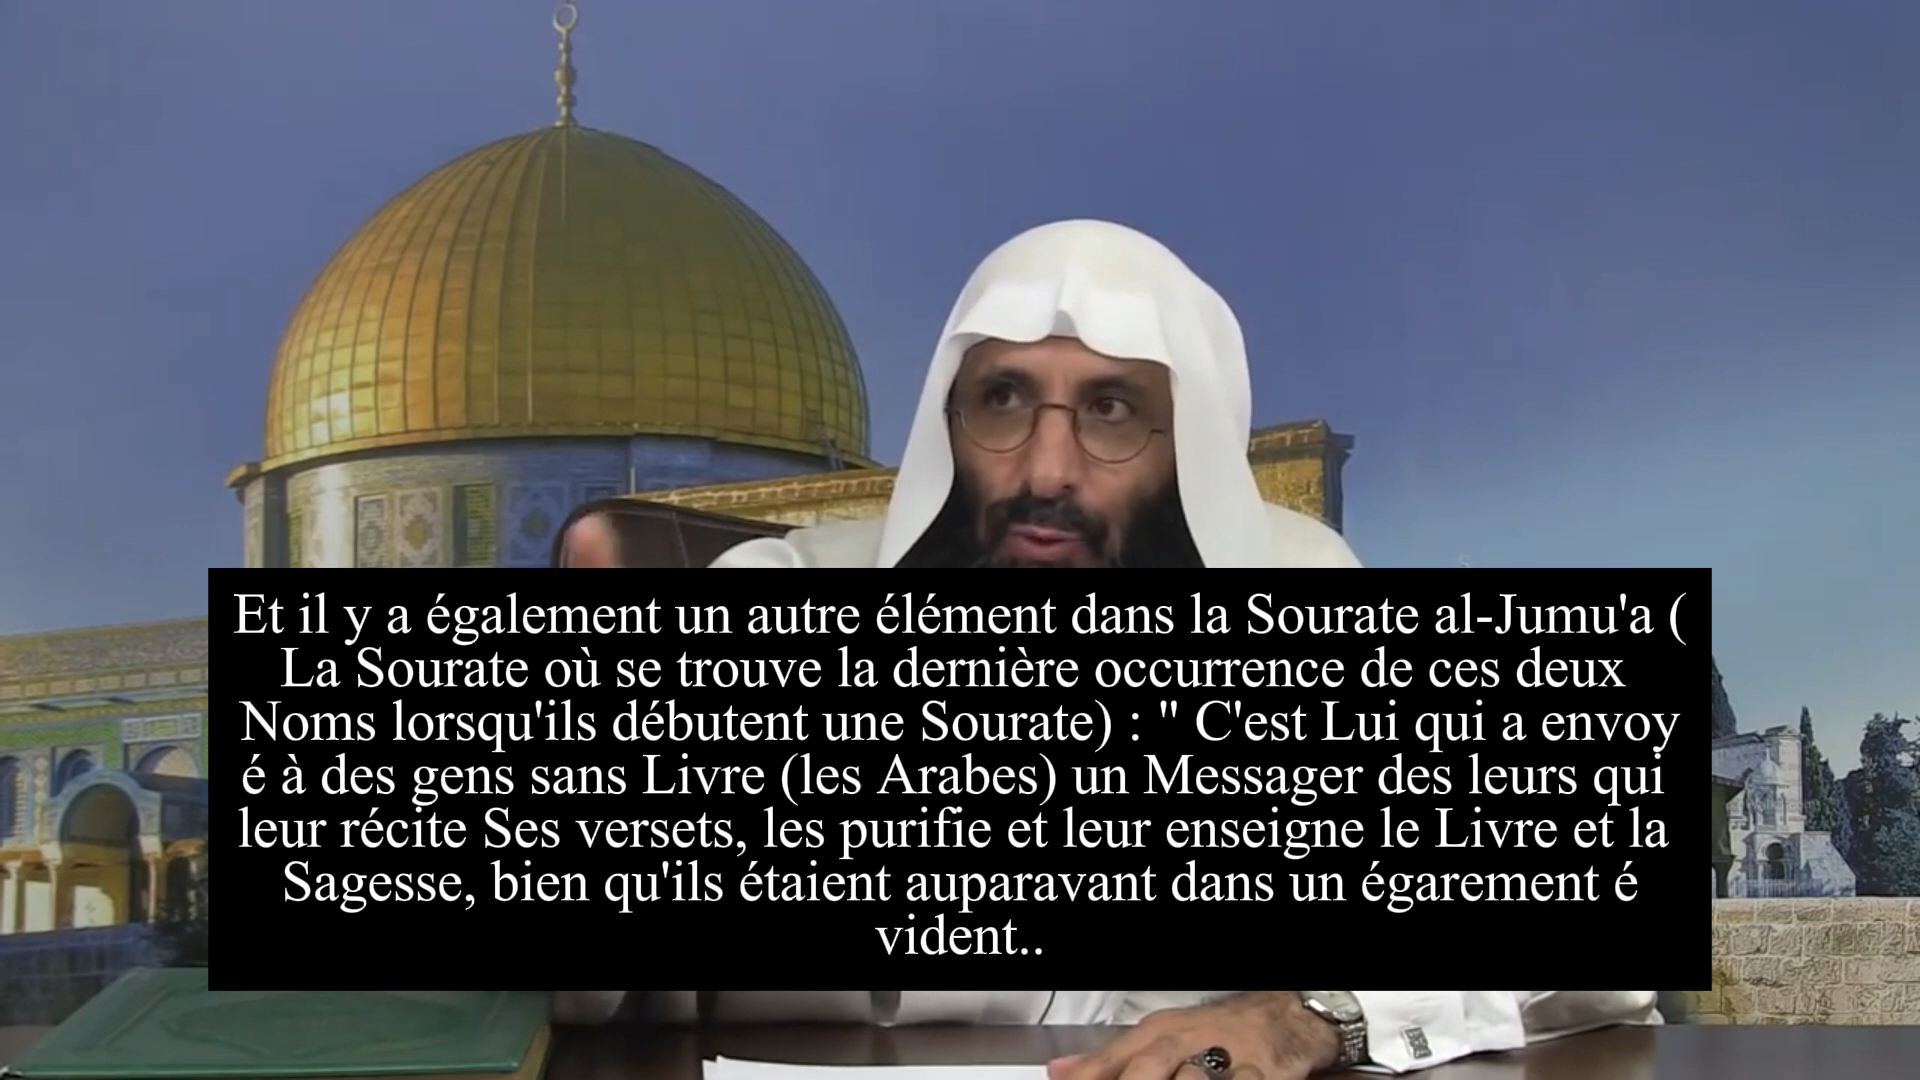 Et il y a également un autre élément dans la Sourate al-Jumu'a (
La Sourate où se trouve la dernière occurrence de ces deux
Noms lorsqu'ils débutent une Sourate) : " C'est Lui qui a envoy
é à des gens sans Livre (les Arabes) un Messager des leurs qui
leur récite Ses versets, les purifie et leur enseigne le Livre et la
Sagesse, bien qu'ils étaient auparavant dans un égarement é
vident..